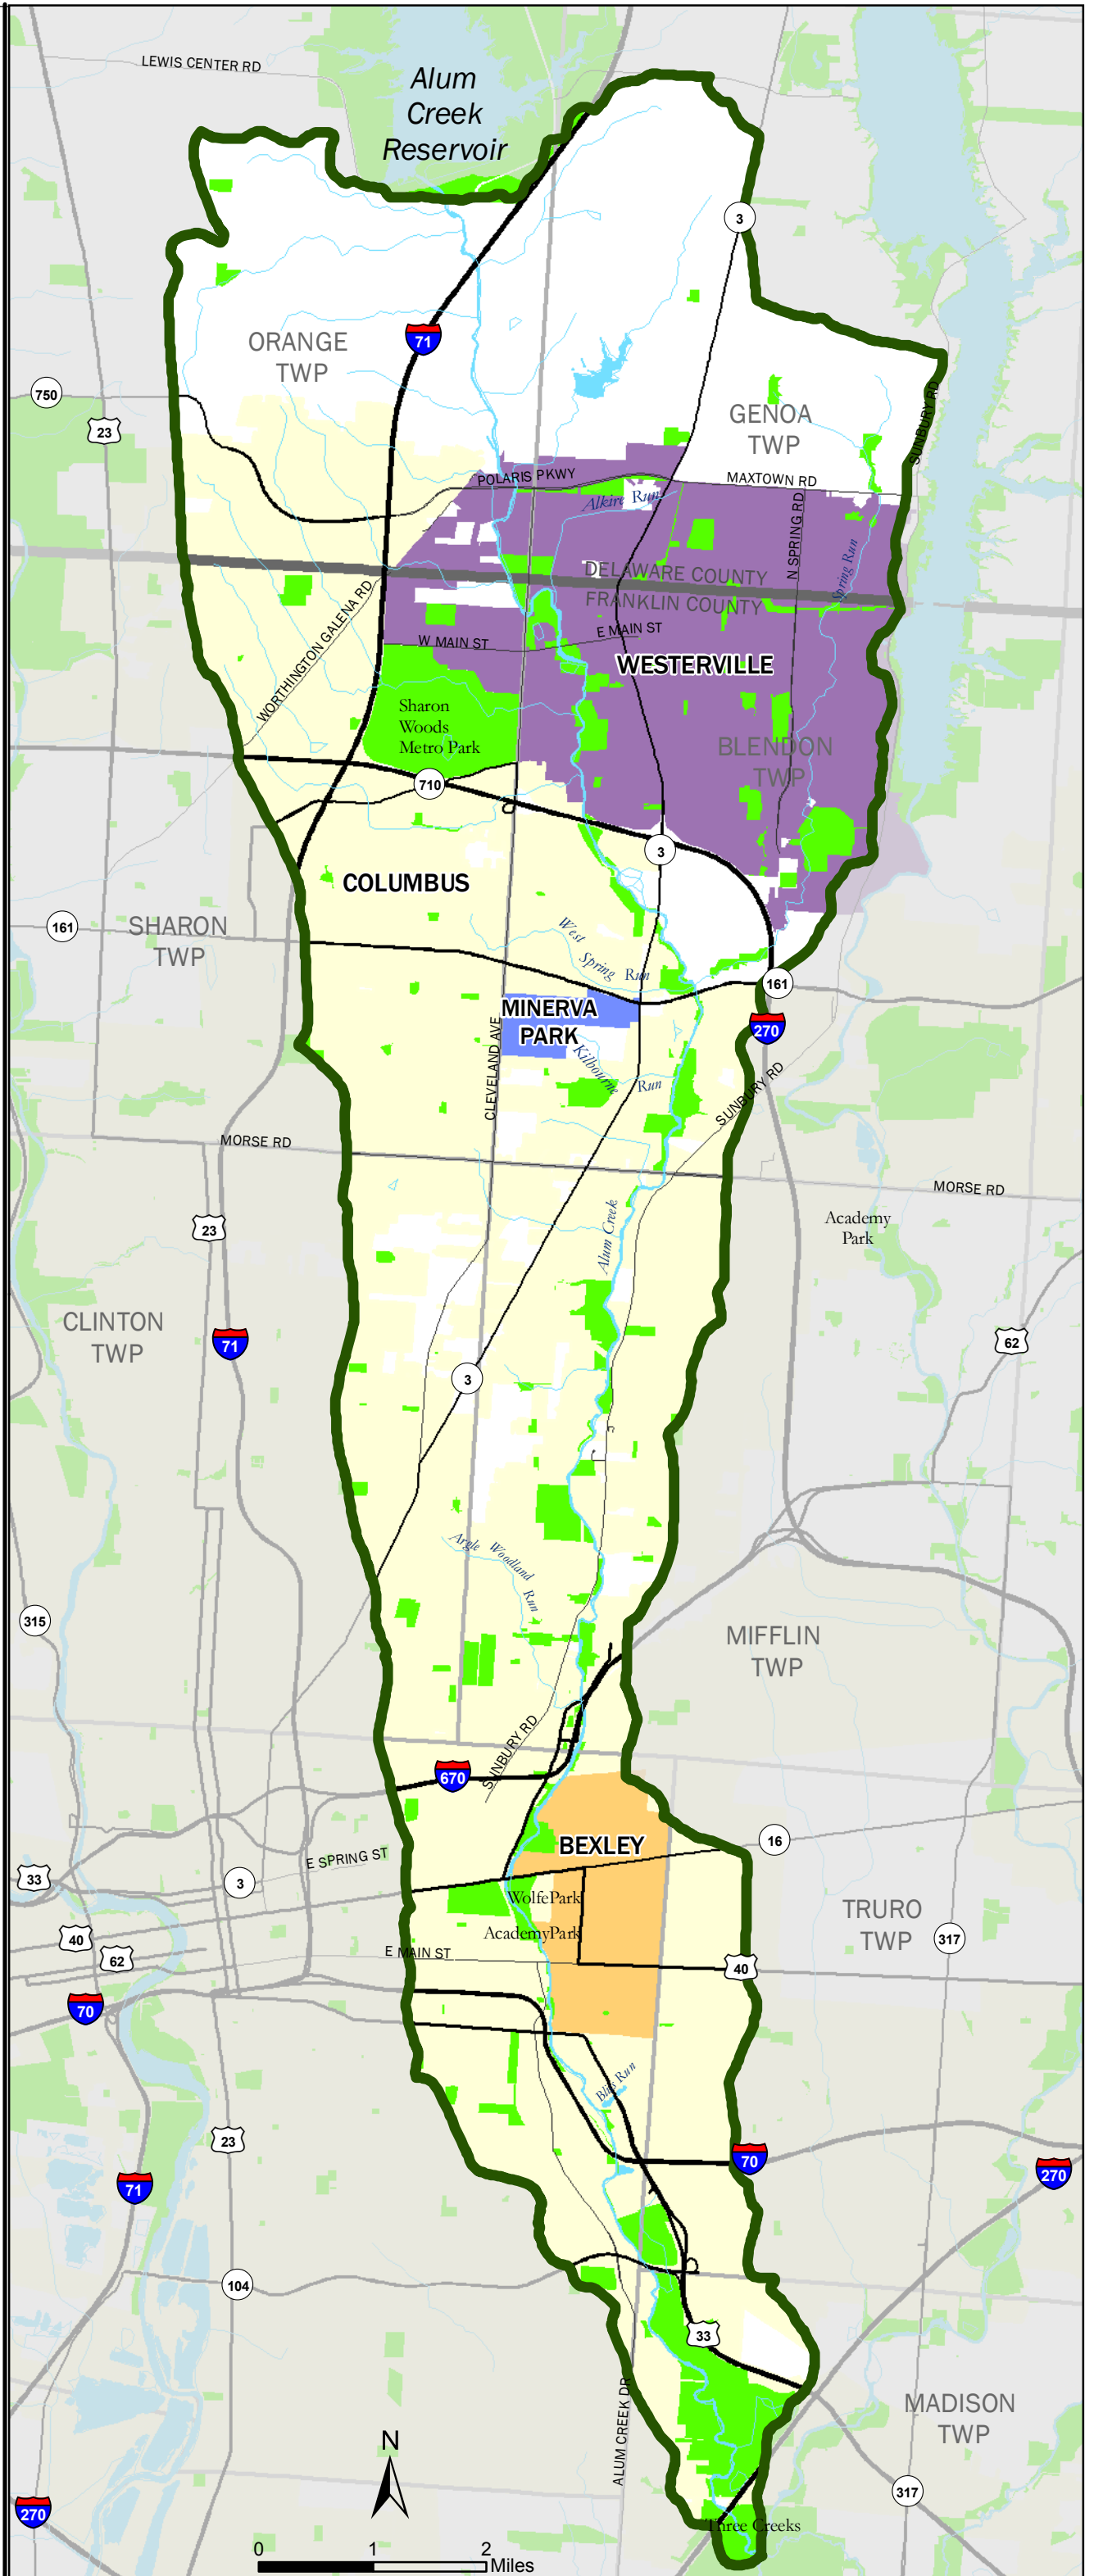 LEWIS CENTER RD
Alum
Creek
Reservoir
3
ORANGE
TWP
71
750
23
GENOA
TWP
SUNBURY RD
POLARIS PKWY
MAXTOWN RD
Alkire Run
N SPRING RD
Spring Run
DELAWARE COUNTY
FRANKLIN COUNTY
WORTHINGTON GALENA RD
W MAIN ST
E MAIN ST
WESTERVILLE
Sharon
Woods
Metro Park
BLENDON
TWP
710
3
COLUMBUS
161
SHARON
TWP
West Spring Run
161
MINERVA
PARK
270
CLEVELAND AVE
Kilbourne Run
SUNBURY RD
MORSE RD
MORSE RD
Academy
Park
23
Alum Creek
CLINTON
TWP
71
62
3
Argle Woodland Run
315
MIFFLIN
TWP
SUNBURY RD
670
BEXLEY
16
E SPRING ST
33
3
WolfePark
TRURO
TWP
317
AcademyPark
40
62
E MAIN ST
40
70
Bliss Run
23
70
270
71
104
33
ALUM CREEK DR
MADISON
TWP
N
317
270
Three Creeks
0 1 2
Miles